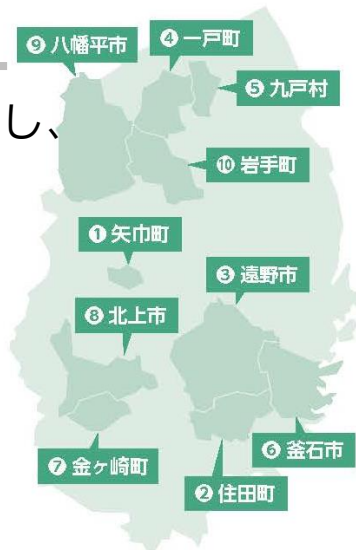 ❾ 八幡平市
❹ 一戸町
し、
❺ 九戸村
❿ 岩手町
❶ 矢巾町
❸ 遠野市
❽ 北上市
❻ 釜石市
❼ 金ケ崎町
❷ 住田町